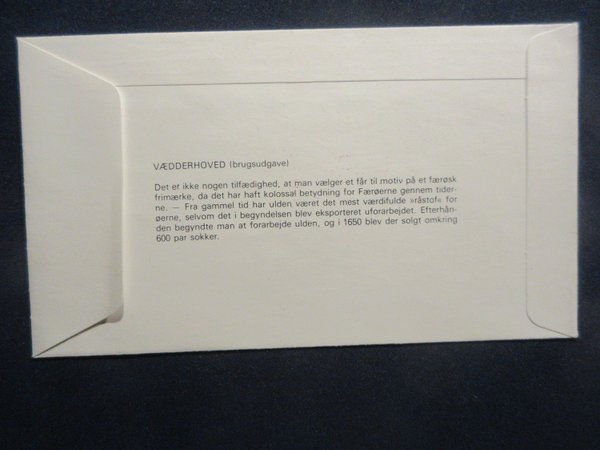 VÆDDERHOVED (brugsudgave)
Det er ikke nogen tilfædighed, at man vælger et får til motiv på et færøsk
frimærke, da det har haft kolossal betydning for Færøerne gennem tider-
ne. — Fra gammel tid har ulden været det mest værdifulde »råstof« for
øerne, selvom det i begyndelsen blev eksporteret uforarbejdet. Efterhån-
den begyndte man at forarbejde ulden, og i 1650 blev der solgt omkring
600 par sokker.